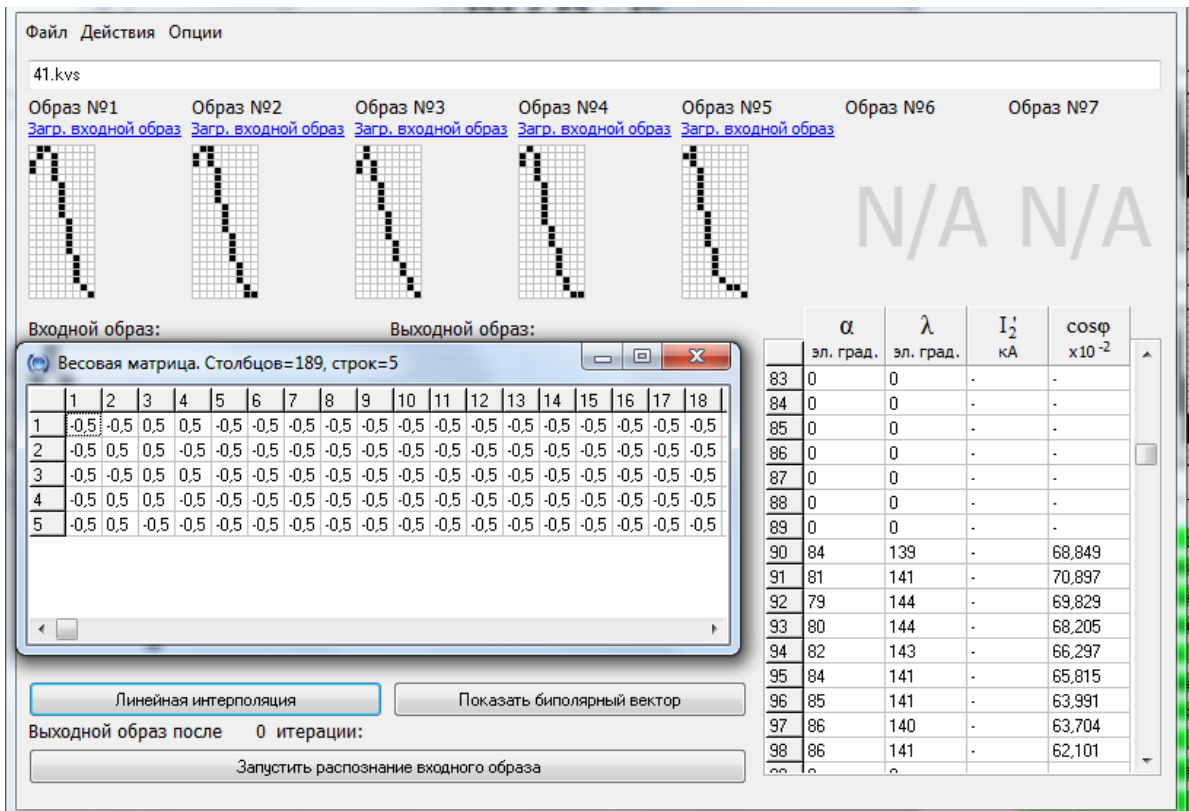 Файл Действия Опции
41.kvs
Образ №1 Образ №2 Образ №3 Образ №4 Образ №5 Образ №6 Образ №7
Загр. входной образ Загр. входной образ Загр. входной образ Загр. входной образ Загр. входной образ
N/A N/A
Входной образ: Выходной образ:
Весовая матрица. Столбцов=189, строк=5
1 2 3 4 5 6 7 8 9 10 11 12 13 14 15 16 17 18
1 -0,5 -0,5 0,5 0,5 -0,5 -0,5 -0,5 -0,5 -0,5 -0,5 -0,5 -0,5 -0,5 -0,5 -0,5 -0,5 -0,5 -0,5
2 -0,5 0,5 0,5 -0,5 -0,5 -0,5 -0,5 -0,5 -0,5 -0,5 -0,5 -0,5 -0,5 -0,5 -0,5 -0,5 -0,5 -0,5
3 -0,5 -0,5 0,5 0,5 -0,5 -0,5 -0,5 -0,5 -0,5 -0,5 -0,5 -0,5 -0,5 -0,5 -0,5 -0,5 -0,5 -0,5
4 -0,5 0,5 0,5 -0,5 -0,5 -0,5 -0,5 -0,5 -0,5 -0,5 -0,5 -0,5 -0,5 -0,5 -0,5 -0,5 -0,5 -0,5
5 -0,5 0,5 -0,5 -0,5 -0,5 -0,5 -0,5 -0,5 -0,5 -0,5 -0,5 -0,5 -0,5 -0,5 -0,5 -0,5 -0,5 -0,5
Линейная интерполяция Показать биполярный вектор
Выходной образ после 0 итерации:
Запустить распознание входного образа
α λ I₂' cosφ
эл. град. эл. град. кА x10 -2
83 0 0 - -
84 0 0 - -
85 0 0 - -
86 0 0 - -
87 0 0 - -
88 0 0 - -
89 0 0 - -
90 84 139 - 68,849
91 81 141 - 70,897
92 79 144 - 69,829
93 80 144 - 68,205
94 82 143 - 66,297
95 84 141 - 65,815
96 85 141 - 63,991
97 86 140 - 63,704
98 86 141 - 62,101